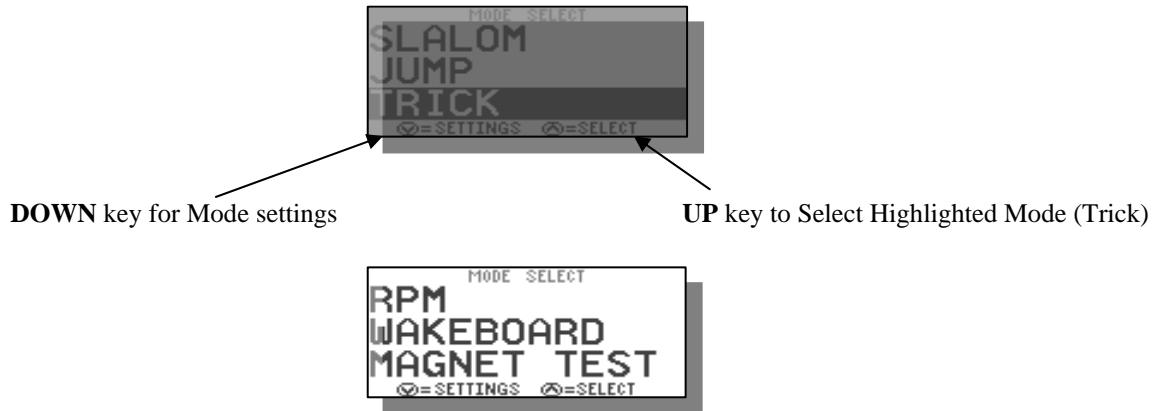 MODE SELECT
SLALOM
JUMP
TRICK
=SETTINGS =SELECT
DOWN key for Mode settings
UP key to Select Highlighted Mode (Trick)
MODE SELECT
RPM
WAKEBOARD
MAGNET TEST
=SETTINGS =SELECT